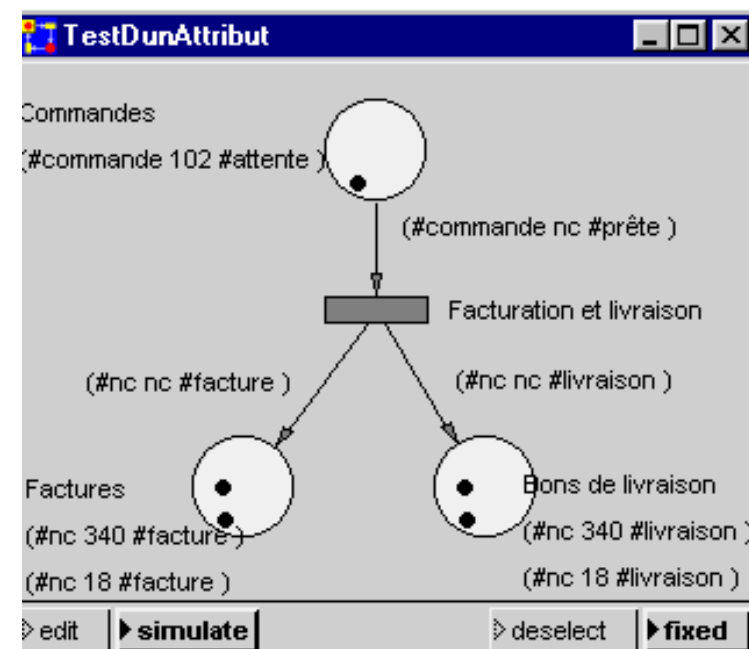 TestDunAttribut
Commandes
(#commande 102 #attente )
(#commande nc #prête )
Facturation et livraison
(#nc nc #facture )
(#nc nc #livraison )
Factures
Bons de livraison
(#nc 340 #facture )
(#nc 340 #livraison )
(#nc 18 #facture )
(#nc 18 #livraison )
edit
simulate
deselect
fixed